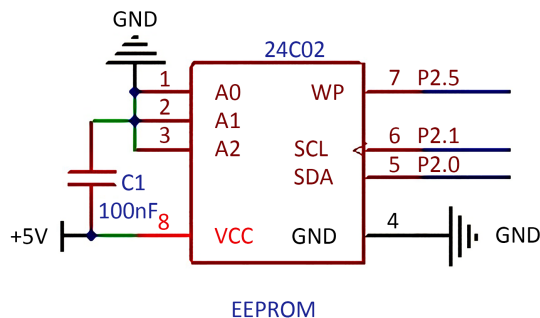 GND
24C02
1 A0 WP 7 P2.5
2 A1
3 A2 SCL 6 P2.1
SDA 5 P2.0
C1
100nF
+5V 8 VCC GND 4 GND
EEPROM